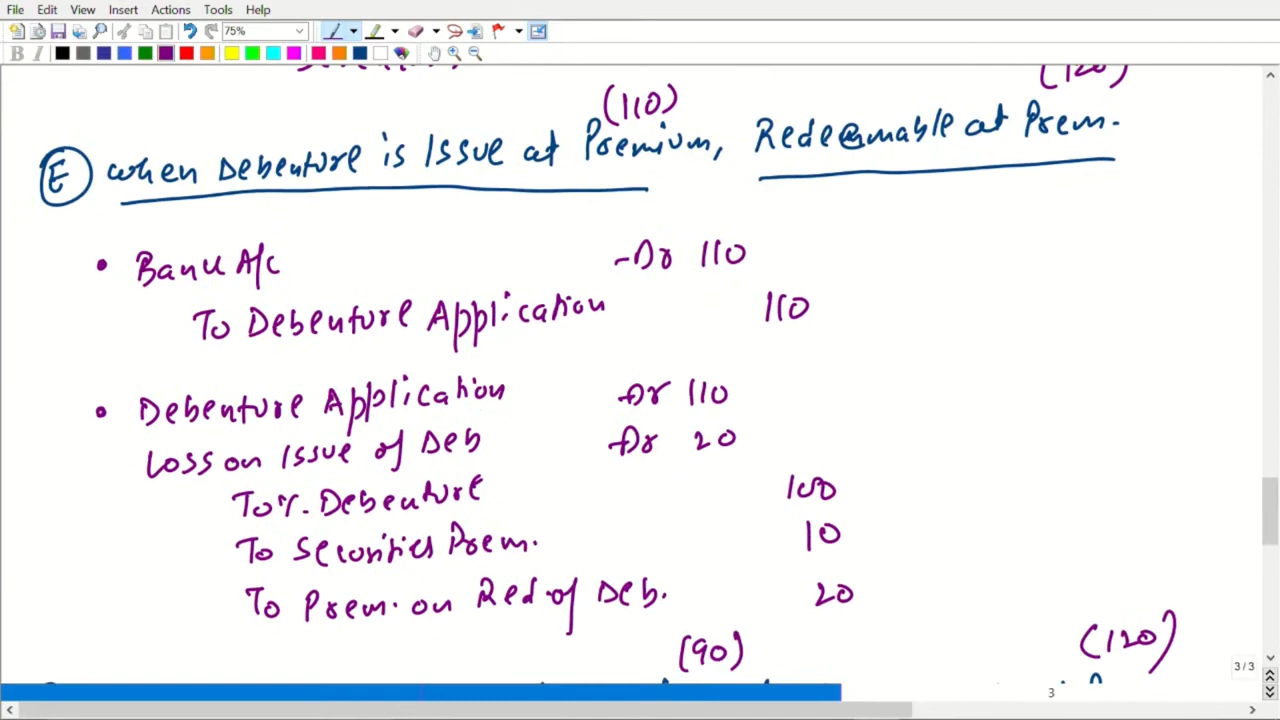 File Edit View Insert Actions Tools Help
75%
B I
(110) (120)
E When Debenture is Issue at Premium, Redeemable at Prem.
• Bank A/c Dr 110
To Debenture Application 110
• Debenture Application Dr 110
Loss on Issue of Deb Dr 20
To % Debenture 100
To Securities Prem. 10
To Prem. on Red. of Deb. 20
(90) (120)
3/3
3